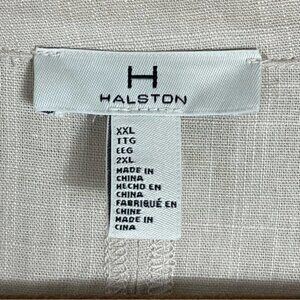 H
HALSTON
XXL
TTG
EEG
2XL
MADE IN
CHINA
HECHO EN
CHINA
FABRIQUÉ EN
CHINE
MADE IN
CINA